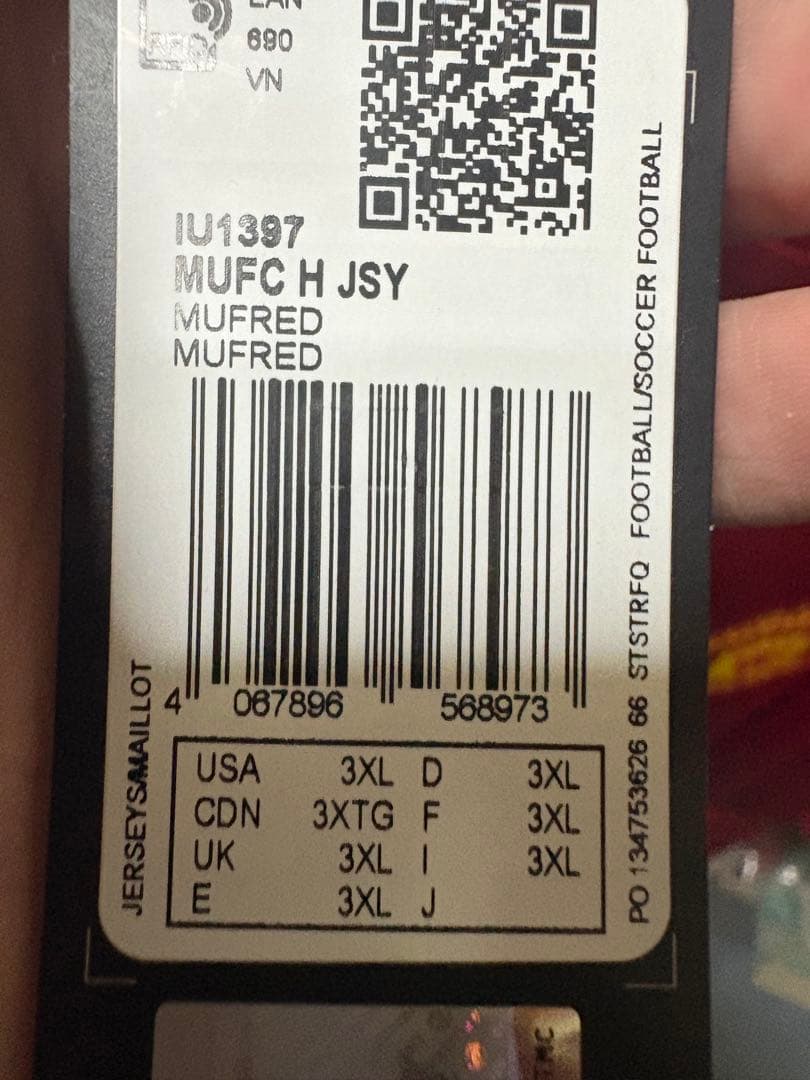 690
VN
IU1397
MUFC H JSY
MUFRED
MUFRED
4 067896 568973
USA 3XL D 3XL
CDN 3XTG F 3XL
UK 3XL I 3XL
E 3XL J
JERSEYS/MAILLOT
PO 134753626 66 STSTRFQ FOOTBALL/SOCCER FOOTBALL